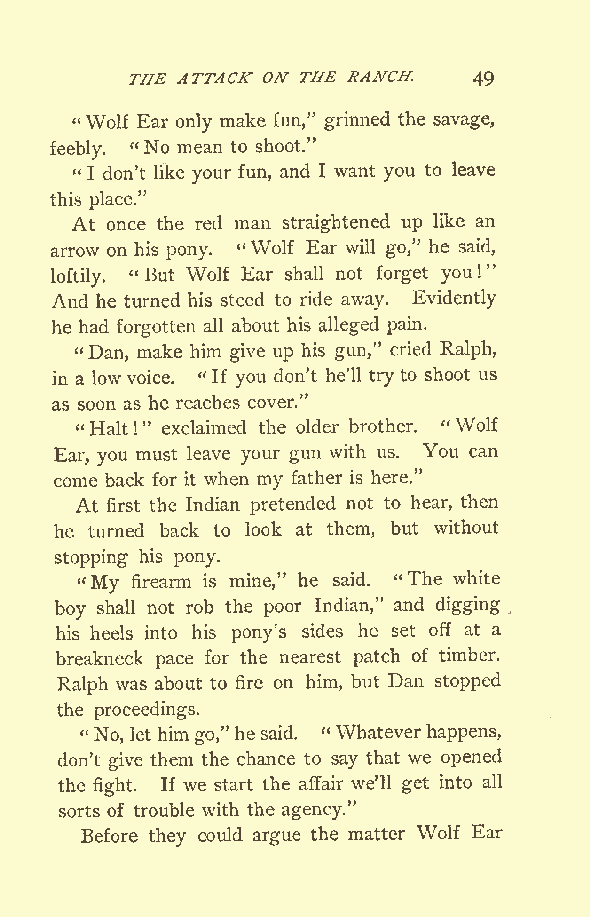 THE ATTACK ON THE RANCH. 49
"Wolf Ear only make fun," grinned the savage,
feebly. "No mean to shoot."
"I don't like your fun, and I want you to leave
this place."
At once the red man straightened up like an
arrow on his pony. "Wolf Ear will go," he said,
loftily. "But Wolf Ear shall not forget you!"
And he turned his steed to ride away. Evidently
he had forgotten all about his alleged pain.
"Dan, make him give up his gun," cried Ralph,
in a low voice. "If you don't he'll try to shoot us
as soon as he reaches cover."
"Halt!" exclaimed the older brother. "Wolf
Ear, you must leave your gun with us. You can
come back for it when my father is here."
At first the Indian pretended not to hear, then
he turned back to look at them, but without
stopping his pony.
"My firearm is mine," he said. "The white
boy shall not rob the poor Indian," and digging
his heels into his pony's sides he set off at a
breakneck pace for the nearest patch of timber.
Ralph was about to fire on him, but Dan stopped
the proceedings.
"No, let him go," he said. "Whatever happens,
don't give them the chance to say that we opened
the fight. If we start the affair we'll get into all
sorts of trouble with the agency."
Before they could argue the matter Wolf Ear